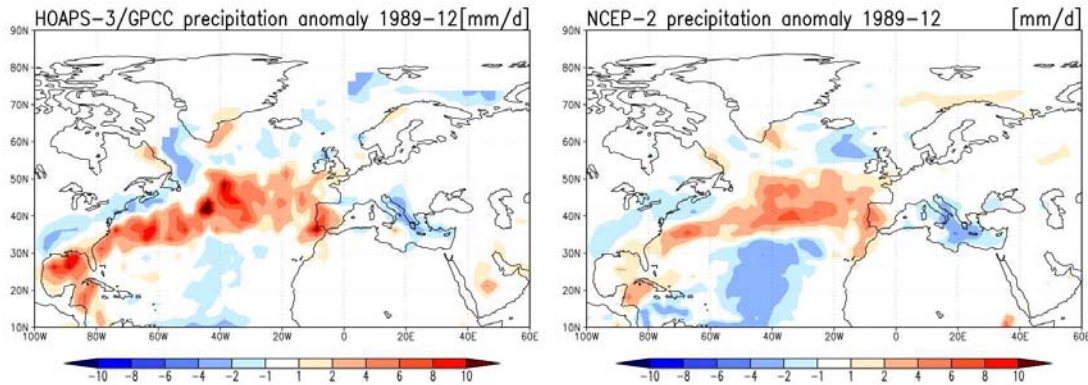 HOAPS-3/GPCC precipitation anomaly 1989-12[mm/d]
90N
80N
70N
60N
50N
40N
30N
20N
10N
100W 80W 60W 40W 20W 0 20E 40E 60E
-10 -8 -6 -4 -2 -1 1 2 4 6 8 10
NCEP-2 precipitation anomaly 1989-12 [mm/d]
90N
80N
70N
60N
50N
40N
30N
20N
10N
100W 80W 60W 40W 20W 0 20E 40E 60E
-10 -8 -6 -4 -2 -1 1 2 4 6 8 10